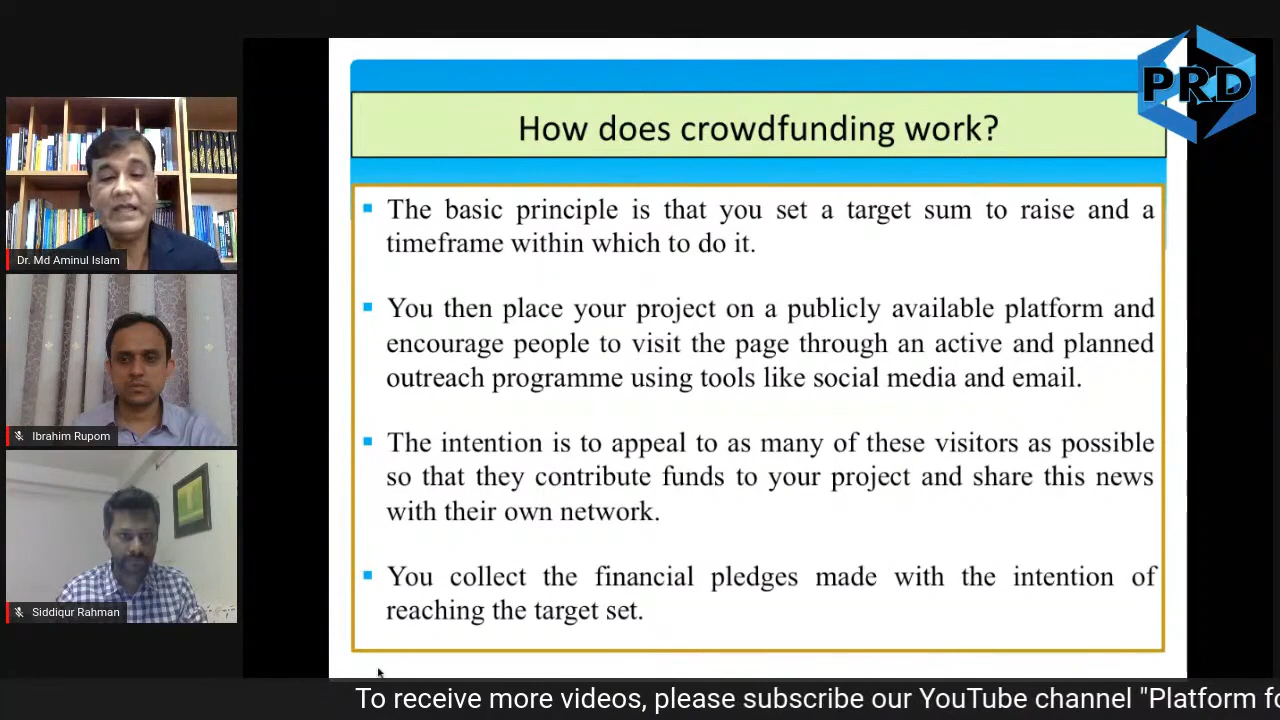 PRD
How does crowdfunding work?
The basic principle is that you set a target sum to raise and a
timeframe within which to do it.
You then place your project on a publicly available platform and
encourage people to visit the page through an active and planned
outreach programme using tools like social media and email.
The intention is to appeal to as many of these visitors as possible
so that they contribute funds to your project and share this news
with their own network.
You collect the financial pledges made with the intention of
reaching the target set.
Dr. Md Aminul Islam
Ibrahim Rupom
Siddiqur Rahman
To receive more videos, please subscribe our YouTube channel "Platform fo